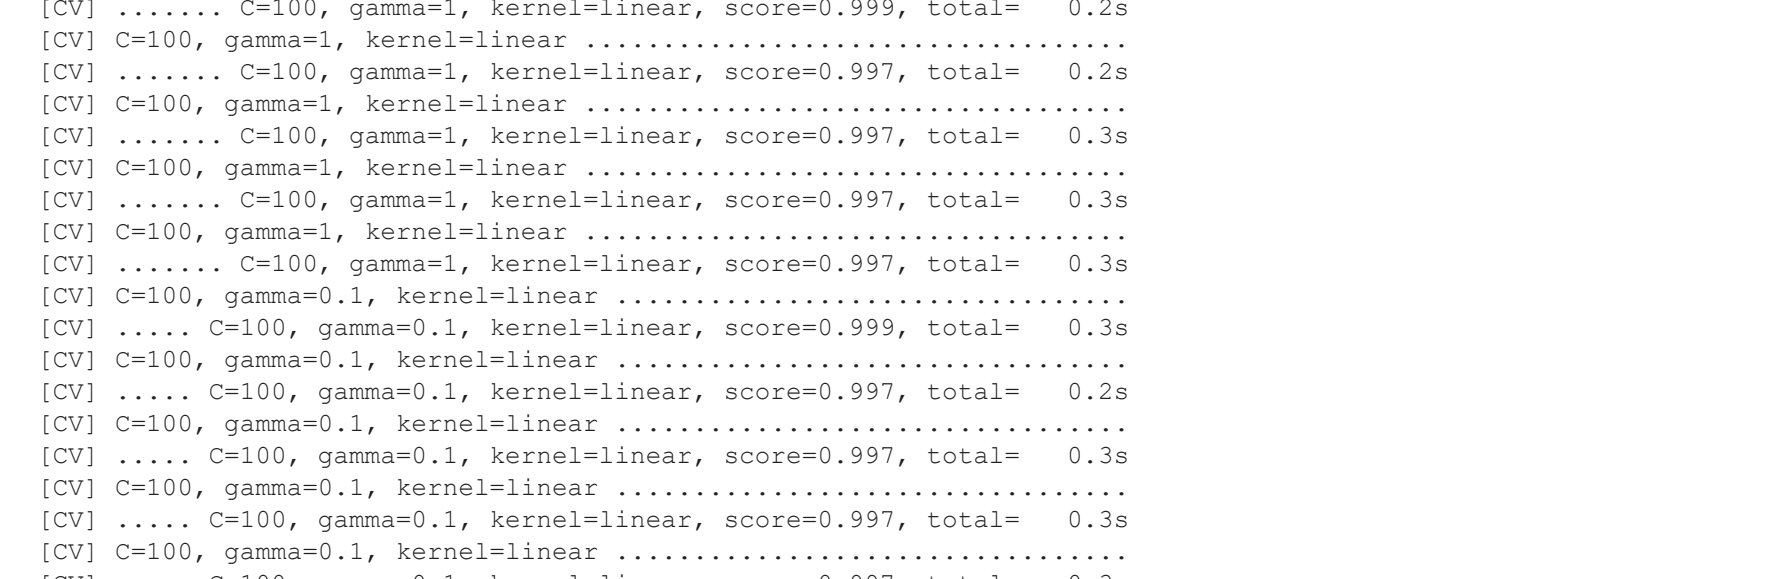 [CV] ....... C=100, gamma=1, kernel=linear, score=0.999, total=   0.2s
[CV] C=100, gamma=1, kernel=linear ...................................
[CV] ....... C=100, gamma=1, kernel=linear, score=0.997, total=   0.2s
[CV] C=100, gamma=1, kernel=linear ...................................
[CV] ....... C=100, gamma=1, kernel=linear, score=0.997, total=   0.3s
[CV] C=100, gamma=1, kernel=linear ...................................
[CV] ....... C=100, gamma=1, kernel=linear, score=0.997, total=   0.3s
[CV] C=100, gamma=1, kernel=linear ...................................
[CV] ....... C=100, gamma=1, kernel=linear, score=0.997, total=   0.3s
[CV] C=100, gamma=0.1, kernel=linear .................................
[CV] ..... C=100, gamma=0.1, kernel=linear, score=0.999, total=   0.3s
[CV] C=100, gamma=0.1, kernel=linear .................................
[CV] ..... C=100, gamma=0.1, kernel=linear, score=0.997, total=   0.2s
[CV] C=100, gamma=0.1, kernel=linear .................................
[CV] ..... C=100, gamma=0.1, kernel=linear, score=0.997, total=   0.3s
[CV] C=100, gamma=0.1, kernel=linear .................................
[CV] ..... C=100, gamma=0.1, kernel=linear, score=0.997, total=   0.3s
[CV] C=100, gamma=0.1, kernel=linear .................................